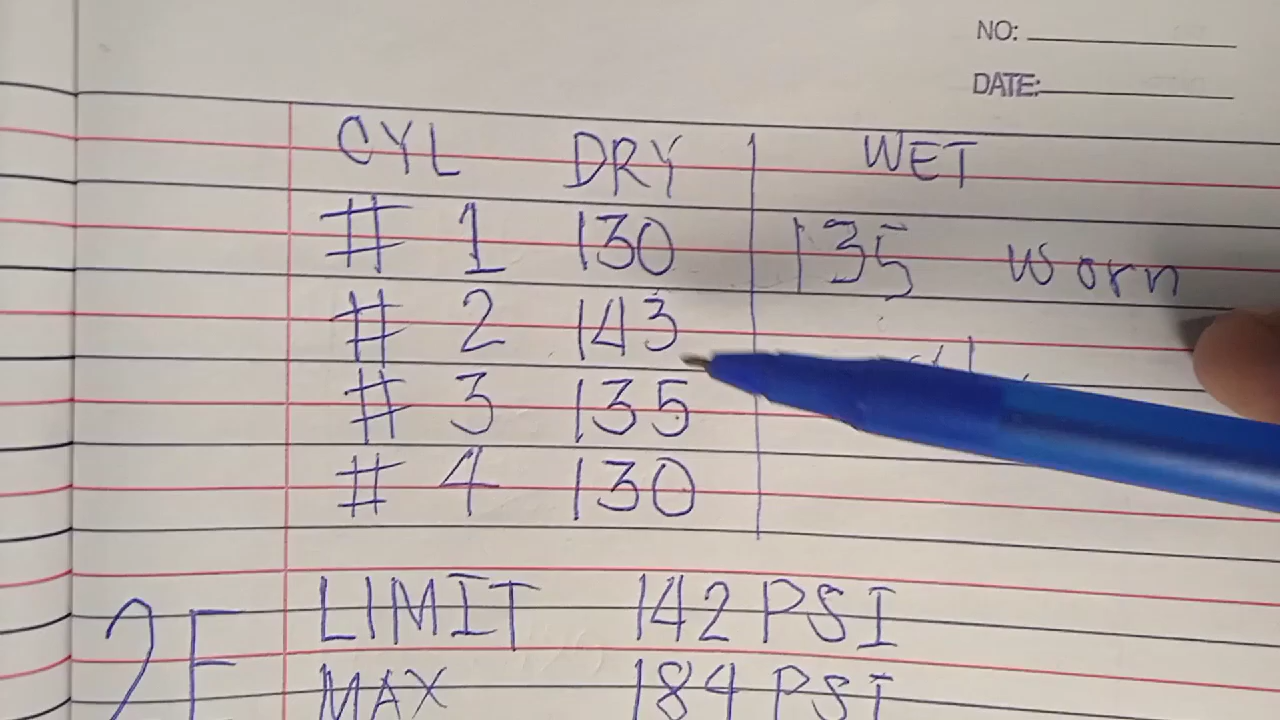 NO:
DATE:
CYL DRY WET
# 1 130 135 worn
# 2 143
# 3 135
# 4 130
LIMIT 142 PSI
MAX 184 PSI